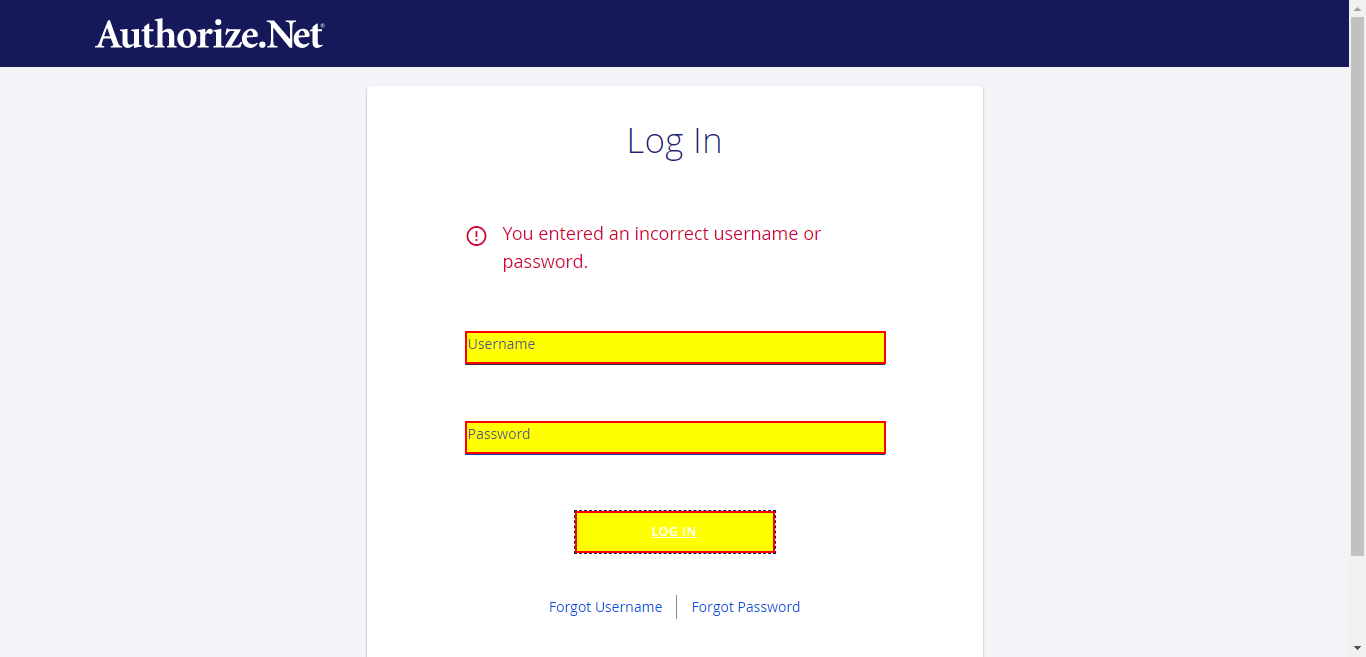 Authorize.Net®
Log In
You entered an incorrect username or
password.
Username
Password
LOG IN
Forgot Username
Forgot Password